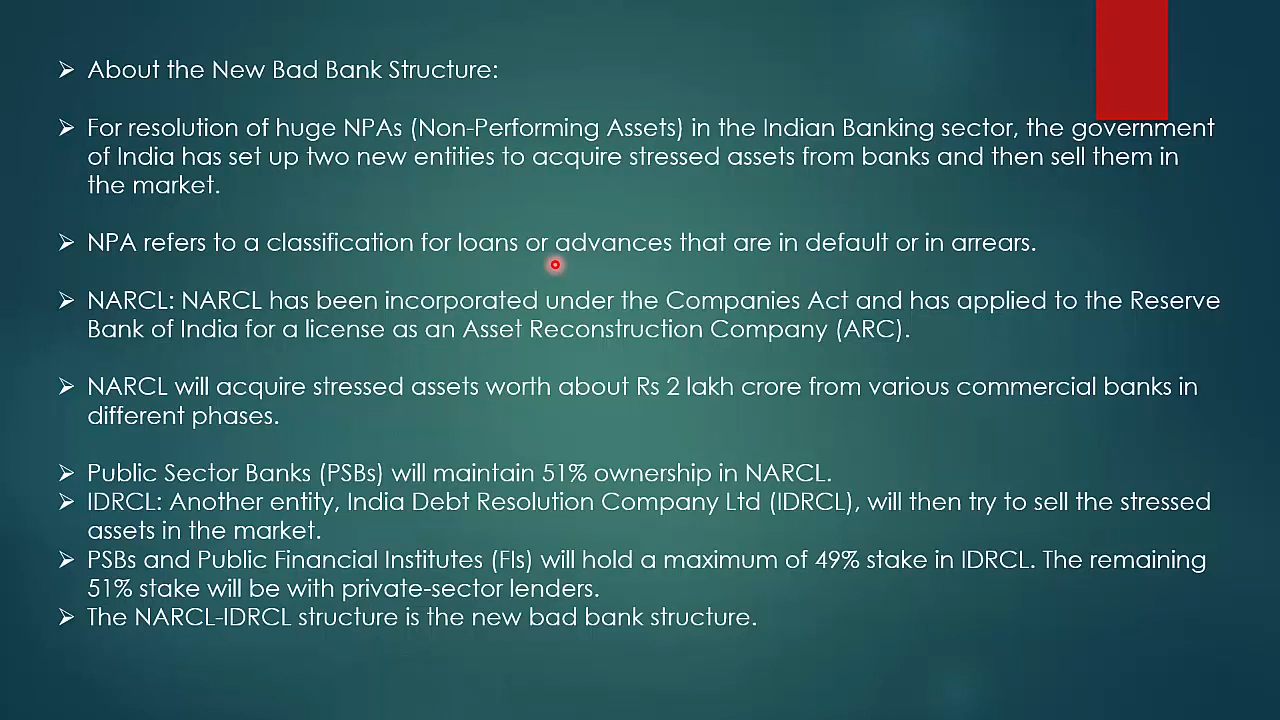 About the New Bad Bank Structure:
For resolution of huge NPAs (Non-Performing Assets) in the Indian Banking sector, the government
of India has set up two new entities to acquire stressed assets from banks and then sell them in
the market.
NPA refers to a classification for loans or advances that are in default or in arrears.
NARCL: NARCL has been incorporated under the Companies Act and has applied to the Reserve
Bank of India for a license as an Asset Reconstruction Company (ARC).
NARCL will acquire stressed assets worth about Rs 2 lakh crore from various commercial banks in
different phases.
Public Sector Banks (PSBs) will maintain 51% ownership in NARCL.
IDRCL: Another entity, India Debt Resolution Company Ltd (IDRCL), will then try to sell the stressed
assets in the market.
PSBs and Public Financial Institutes (FIs) will hold a maximum of 49% stake in IDRCL. The remaining
51% stake will be with private-sector lenders.
The NARCL-IDRCL structure is the new bad bank structure.